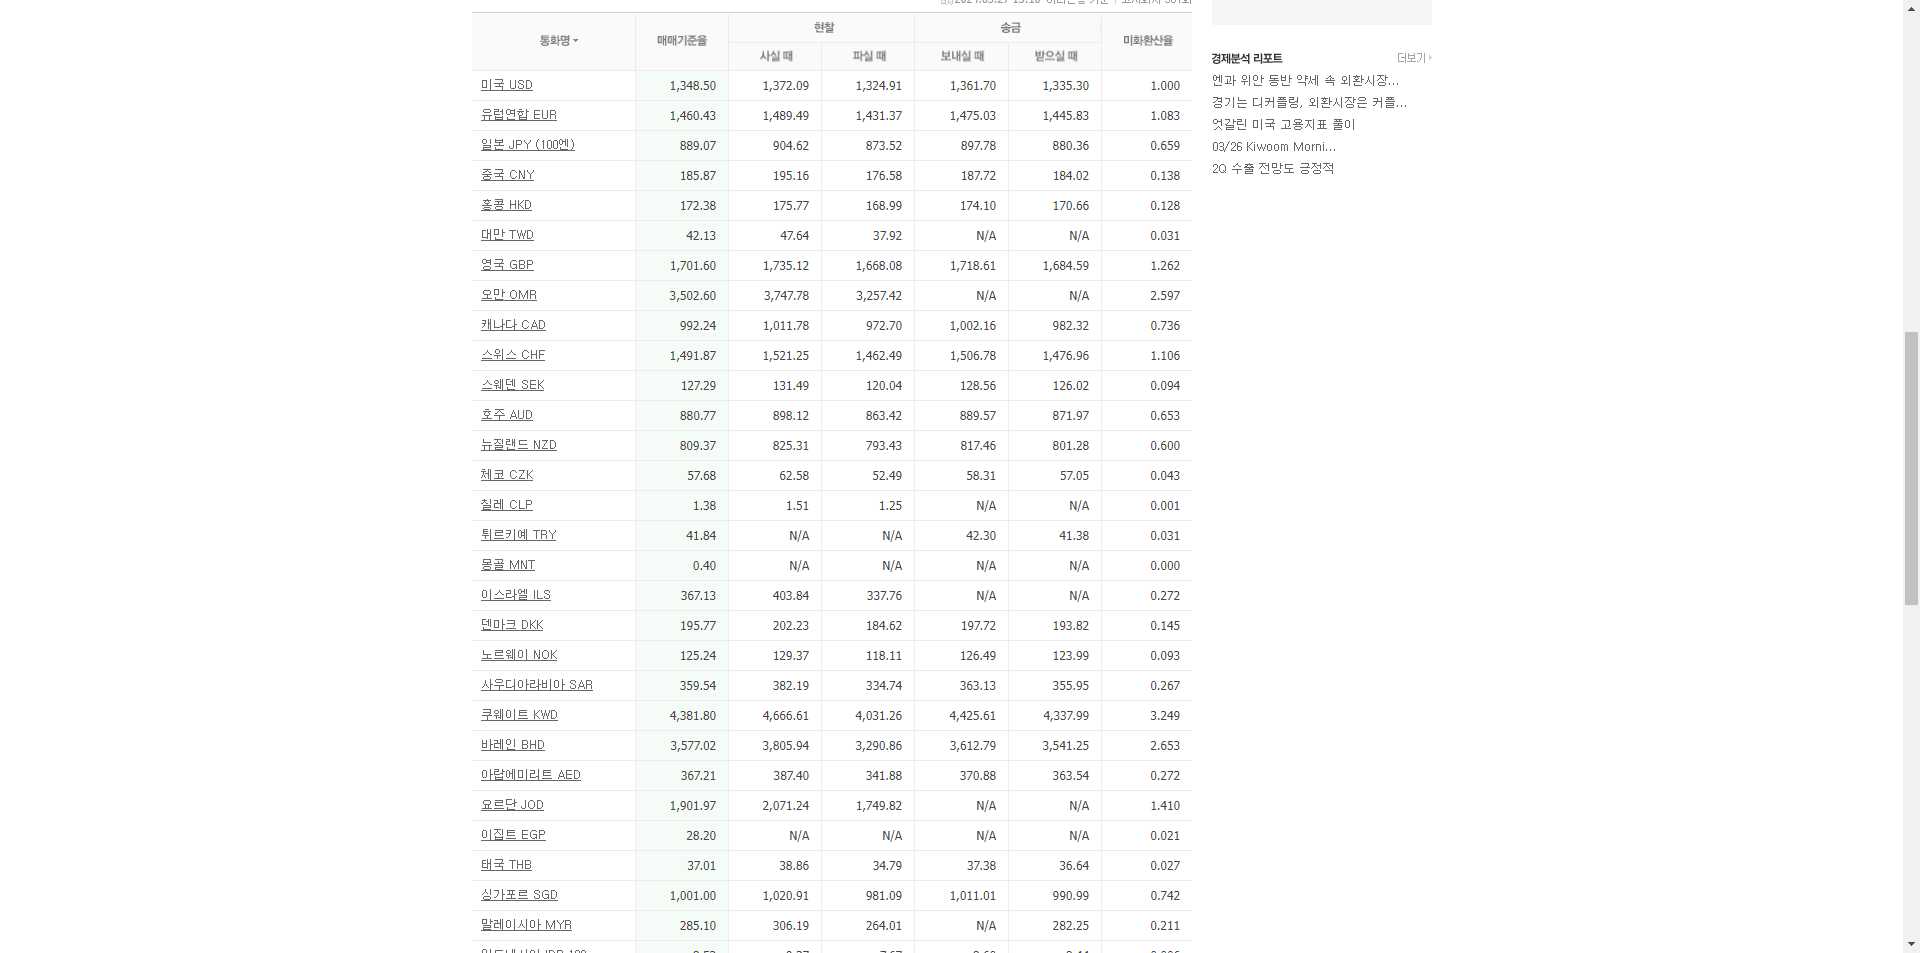 통화명 매매기준율 현찰 송금 미화환산율
사실 때 파실 때 보내실 때 받으실 때
미국 USD 1,348.50 1,372.09 1,324.91 1,361.70 1,335.30 1.000
유럽연합 EUR 1,460.43 1,489.49 1,431.37 1,475.03 1,445.83 1.083
일본 JPY (100엔) 889.07 904.62 873.52 897.78 880.36 0.659
중국 CNY 185.87 195.16 176.58 187.72 184.02 0.138
홍콩 HKD 172.38 175.77 168.99 174.10 170.66 0.128
대만 TWD 42.13 47.64 37.92 N/A N/A 0.031
영국 GBP 1,701.60 1,735.12 1,668.08 1,718.61 1,684.59 1.262
오만 OMR 3,502.60 3,747.78 3,257.42 N/A N/A 2.597
캐나다 CAD 992.24 1,011.78 972.70 1,002.16 982.32 0.736
스위스 CHF 1,491.87 1,521.25 1,462.49 1,506.78 1,476.96 1.106
스웨덴 SEK 127.29 131.49 120.04 128.56 126.02 0.094
호주 AUD 880.77 898.12 863.42 889.57 871.97 0.653
뉴질랜드 NZD 809.37 825.31 793.43 817.46 801.28 0.600
체코 CZK 57.68 62.58 52.49 58.31 57.05 0.043
칠레 CLP 1.38 1.51 1.25 N/A N/A 0.001
튀르키예 TRY 41.84 N/A N/A 42.30 41.38 0.031
몽골 MNT 0.40 N/A N/A N/A N/A 0.000
이스라엘 ILS 367.13 403.84 337.76 N/A N/A 0.272
덴마크 DKK 195.77 202.23 184.62 197.72 193.82 0.145
노르웨이 NOK 125.24 129.37 118.11 126.49 123.99 0.093
사우디아라비아 SAR 359.54 382.19 334.74 363.13 355.95 0.267
쿠웨이트 KWD 4,381.80 4,666.61 4,031.26 4,425.61 4,337.99 3.249
바레인 BHD 3,577.02 3,805.94 3,290.86 3,612.79 3,541.25 2.653
아랍에미리트 AED 367.21 387.40 341.88 370.88 363.54 0.272
요르단 JOD 1,901.97 2,071.24 1,749.82 N/A N/A 1.410
이집트 EGP 28.20 N/A N/A N/A N/A 0.021
태국 THB 37.01 38.86 34.79 37.38 36.64 0.027
싱가포르 SGD 1,001.00 1,020.91 981.09 1,011.01 990.99 0.742
말레이시아 MYR 285.10 306.19 264.01 N/A 282.25 0.211
경제분석 리포트 더보기
엔과 위안 동반 약세 속 외환시장...
경기는 디커플링, 외환시장은 커플...
엇갈린 미국 고용지표 풀이
03/26 Kiwoom Morni...
2Q 수출 전망도 긍정적